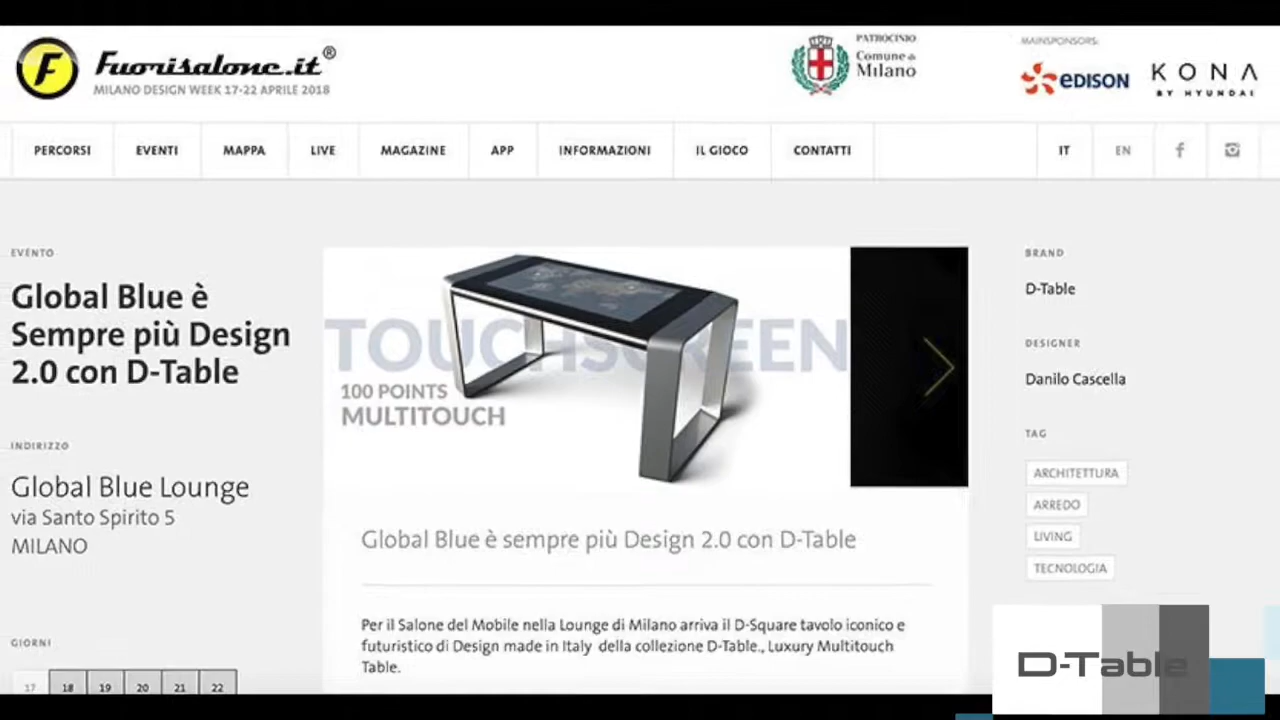 Fuorisalone.it®
MILANO DESIGN WEEK 17-22 APRILE 2018
PATROCINIO
Comune di
Milano
MAINSPONSORS:
eDISON
KONA
BY HYUNDAI
PERCORSI
EVENTI
MAPPA
LIVE
MAGAZINE
APP
INFORMAZIONI
IL GIOCO
CONTATTI
IT
EN
EVENTO
Global Blue è
Sempre più Design
2.0 con D-Table
INDIRIZZO
Global Blue Lounge
via Santo Spirito 5
MILANO
GIORNI
17 18 19 20 21 22
TOUCHSCREEN
100 POINTS
MULTITOUCH
Global Blue è sempre più Design 2.0 con D-Table
Per il Salone del Mobile nella Lounge di Milano arriva il D-Square tavolo iconico e
futuristico di Design made in Italy della collezione D-Table., Luxury Multitouch
Table.
BRAND
D-Table
DESIGNER
Danilo Cascella
TAG
ARCHITETTURA
ARREDO
LIVING
TECNOLOGIA
D-Table